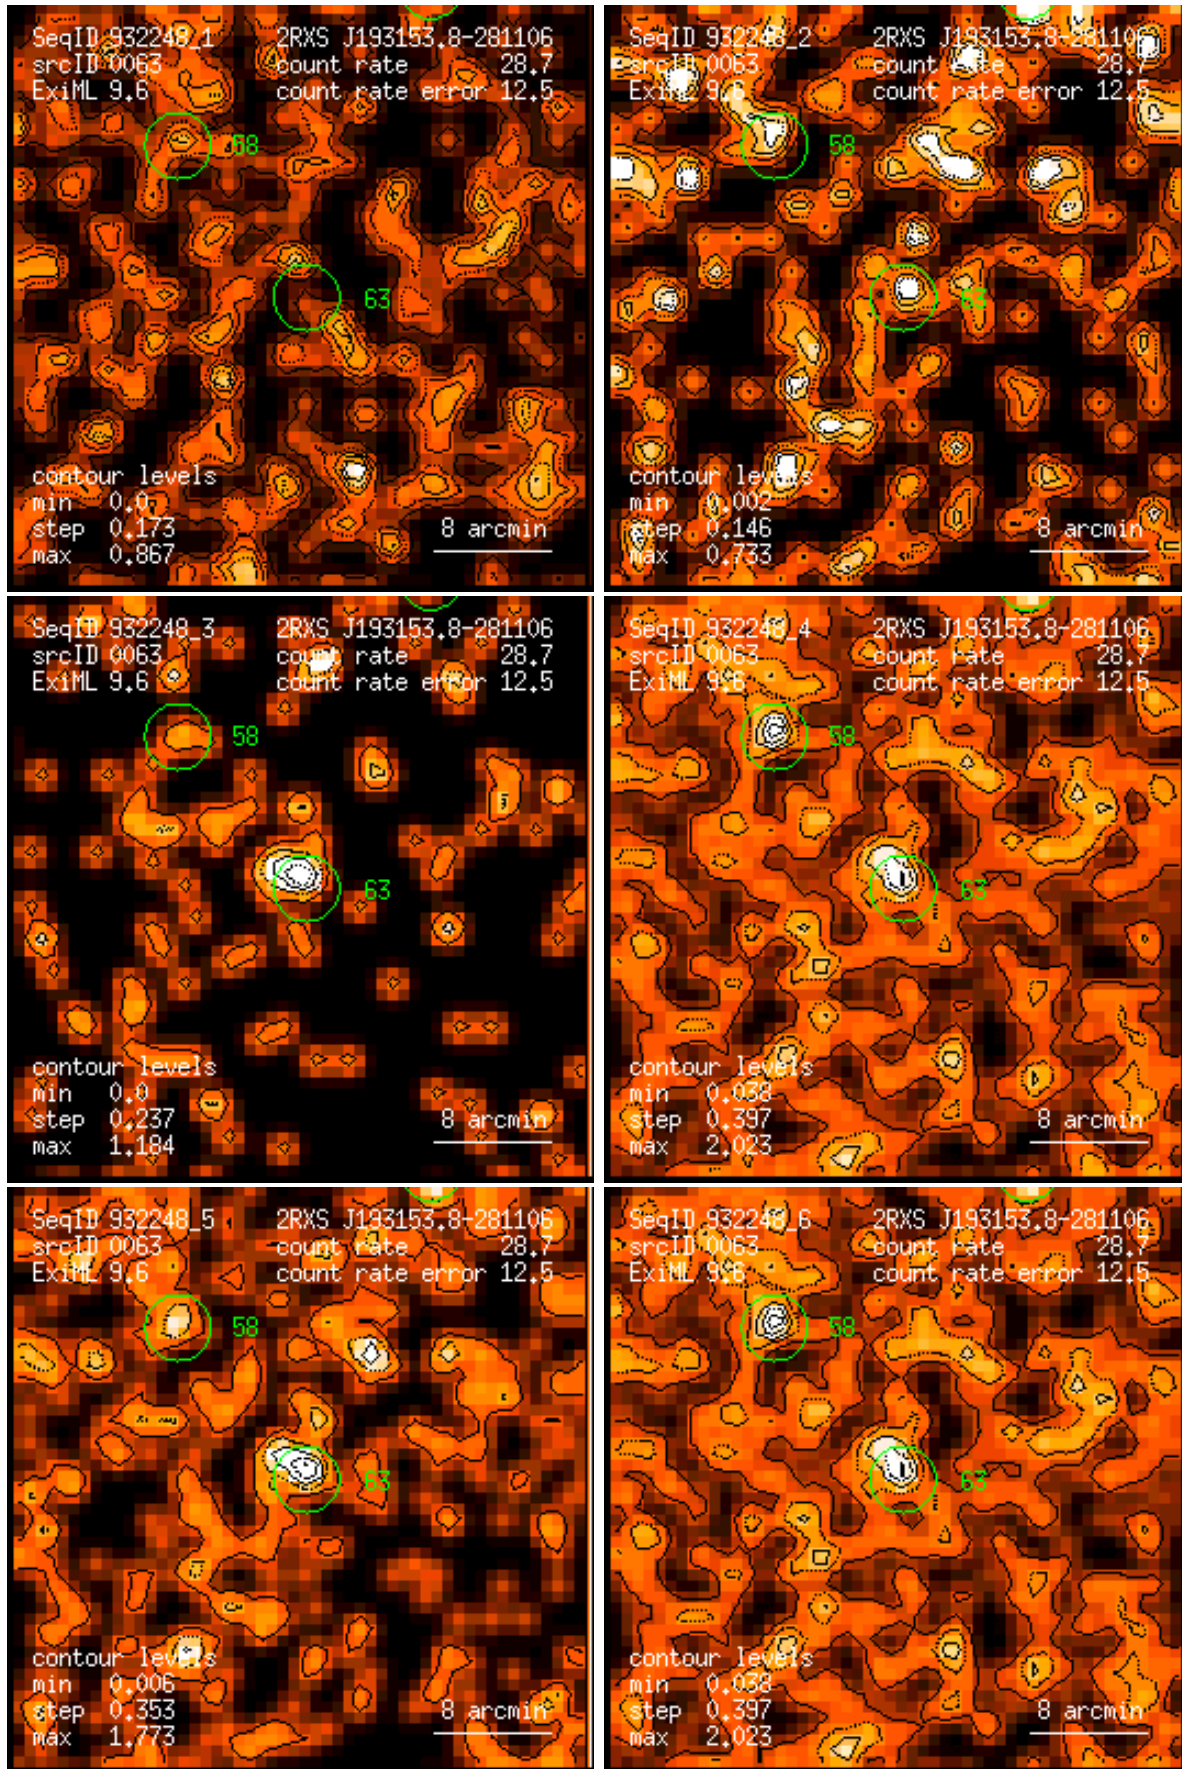 SeqID 932248_1 2RXS J193153.8-281106
srcID 0063 count rate 28.7
ExiML 9.6 count rate error 12.5
58
63
contour levels
min 0.0
step 0.173 8 arcmin
max 0.867
SeqID 932248_2 2RXS J193153.8-281106
srcID 0063 count rate 28.7
ExiML 9.6 count rate error 12.5
58
63
contour levels
min 0.002
step 0.146 8 arcmin
max 0.733
SeqID 932248_3 2RXS J193153.8-281106
srcID 0063 count rate 28.7
ExiML 9.6 count rate error 12.5
58
63
contour levels
min 0.0
step 0.237 8 arcmin
max 1.184
SeqID 932248_4 2RXS J193153.8-281106
srcID 0063 count rate 28.7
ExiML 9.6 count rate error 12.5
58
63
contour levels
min 0.038
step 0.397 8 arcmin
max 2.023
SeqID 932248_5 2RXS J193153.8-281106
srcID 0063 count rate 28.7
ExiML 9.6 count rate error 12.5
58
63
contour levels
min 0.006
step 0.353 8 arcmin
max 1.773
SeqID 932248_6 2RXS J193153.8-281106
srcID 0063 count rate 28.7
ExiML 9.6 count rate error 12.5
58
63
contour levels
min 0.038
step 0.397 8 arcmin
max 2.023